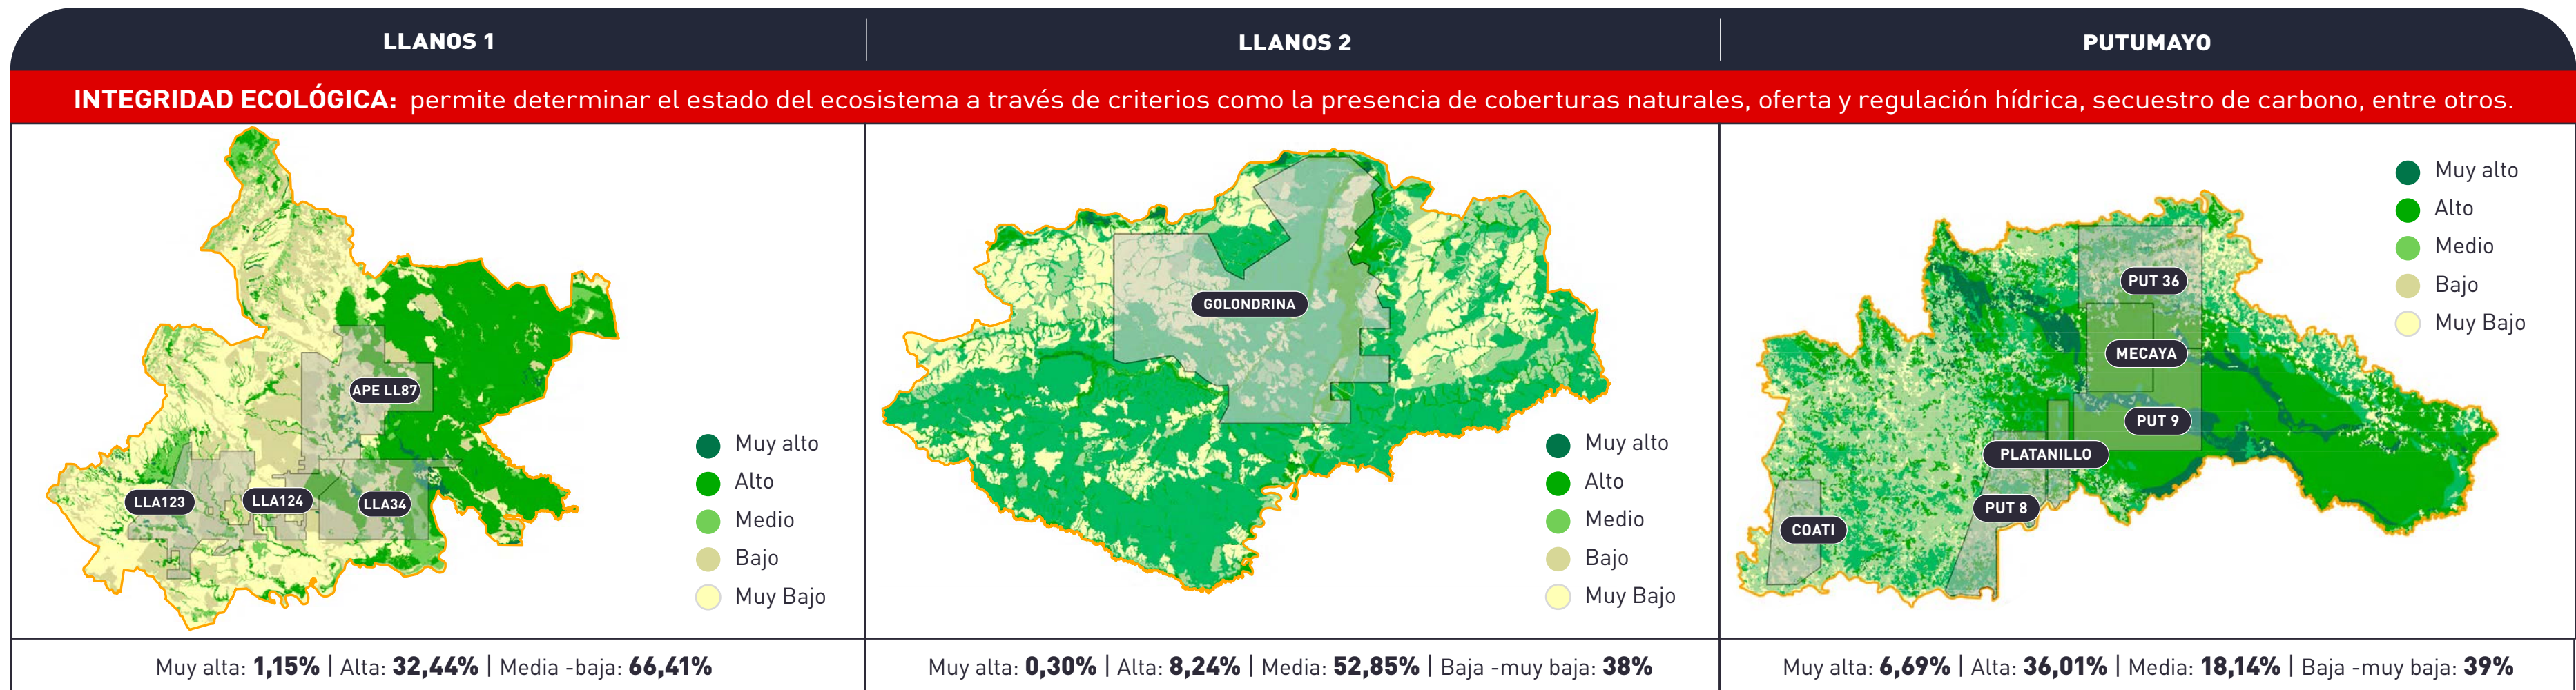 LLANOS 1
LLANOS 2
PUTUMAYO
INTEGRIDAD ECOLÓGICA: permite determinar el estado del ecosistema a través de criterios como la presencia de coberturas naturales, oferta y regulación hídrica, secuestro de carbono, entre otros.
APE LL87
LLA123
LLA124
LLA34
Muy alto
Alto
Medio
Bajo
Muy Bajo
Muy alta: 1,15% | Alta: 32,44% | Media -baja: 66,41%
GOLONDRINA
Muy alto
Alto
Medio
Bajo
Muy Bajo
Muy alta: 0,30% | Alta: 8,24% | Media: 52,85% | Baja -muy baja: 38%
Muy alto
Alto
Medio
Bajo
Muy Bajo
PUT 36
MECAYA
PUT 9
PLATANILLO
PUT 8
COATI
Muy alta: 6,69% | Alta: 36,01% | Media: 18,14% | Baja -muy baja: 39%